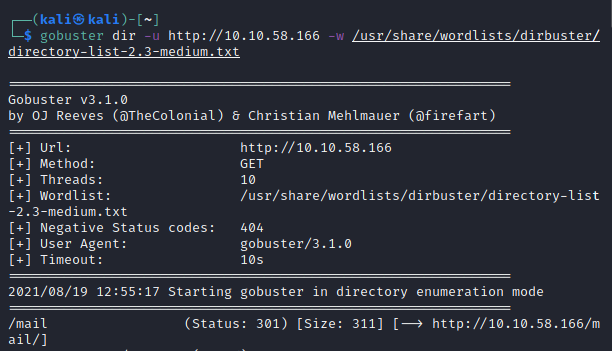 ┌──(kali㉿kali)-[~]
└─$ gobuster dir -u http://10.10.58.166 -w /usr/share/wordlists/dirbuster/
directory-list-2.3-medium.txt
===============================================================
Gobuster v3.1.0
by OJ Reeves (@TheColonial) & Christian Mehlmauer (@firefart)
===============================================================
[+] Url:                     http://10.10.58.166
[+] Method:                  GET
[+] Threads:                 10
[+] Wordlist:                /usr/share/wordlists/dirbuster/directory-list
-2.3-medium.txt
[+] Negative Status codes:   404
[+] User Agent:              gobuster/3.1.0
[+] Timeout:                 10s
===============================================================
2021/08/19 12:55:17 Starting gobuster in directory enumeration mode
===============================================================
/mail                 (Status: 301) [Size: 311] [--> http://10.10.58.166/m
ail/]